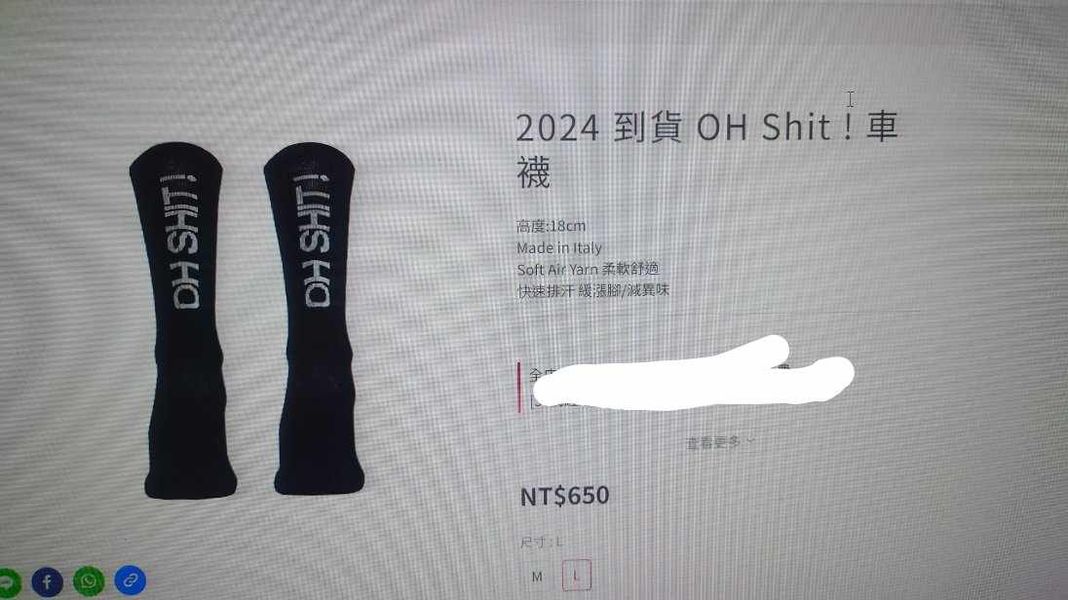 OH SHIT!
OH SHIT!
2024 到貨 OH Shit！車
襪
高度:18cm
Made in Italy
Soft Air Yarn 柔軟舒適
快速排汗 緩漲腳/減異味
查看更多
NT$650
尺寸 : L
M
L